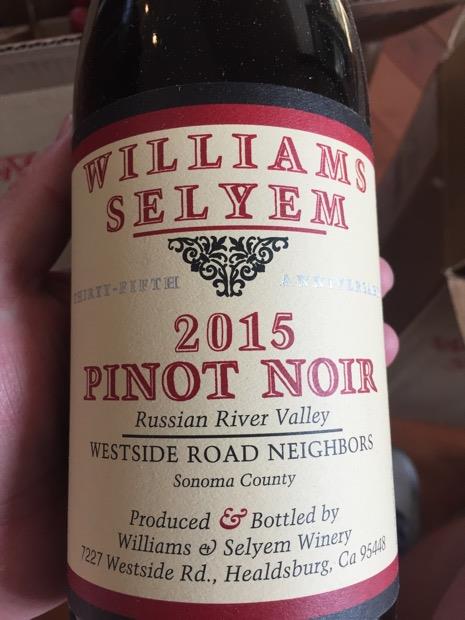 WILLIAMS
SELYEM
THIRTY-FIFTH ANNIVERSARY
2015
PINOT NOIR
Russian River Valley
WESTSIDE ROAD NEIGHBORS
Sonoma County
Produced & Bottled by
Williams & Selyem Winery
7227 Westside Rd., Healdsburg, Ca 95448